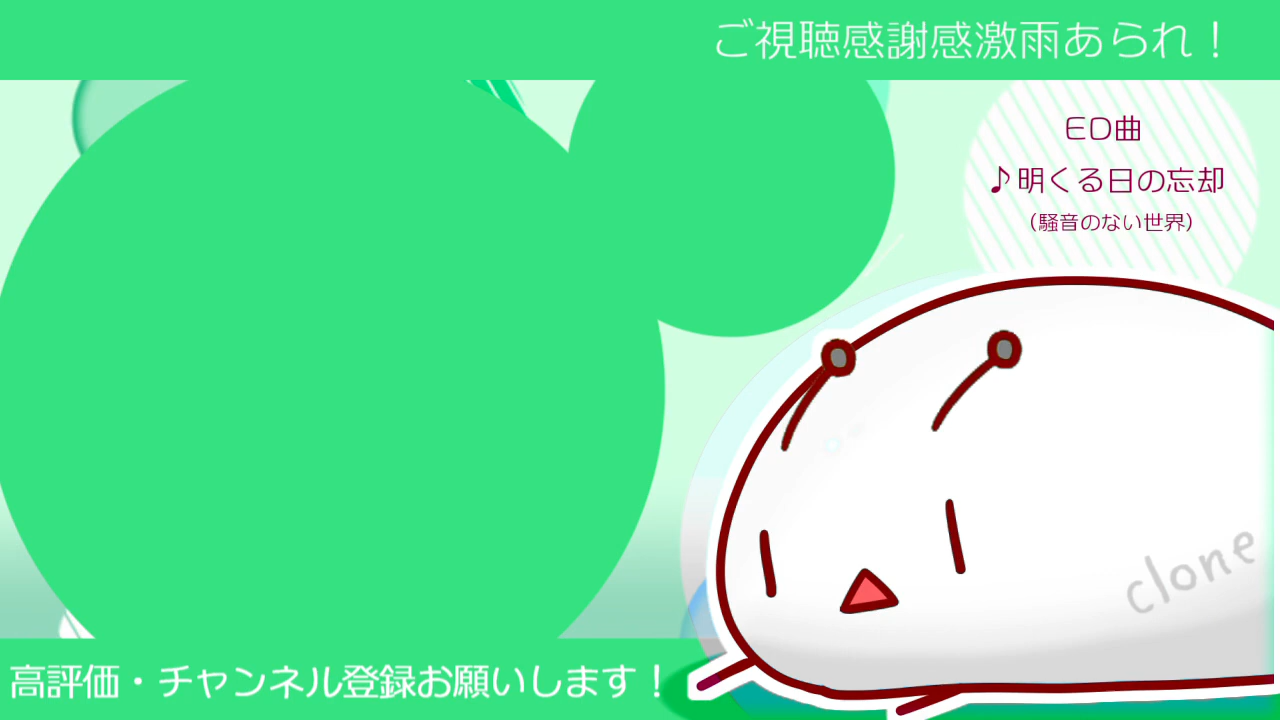 ご視聴感謝感激雨あられ！
ED曲
♪明くる日の忘却
（騒音のない世界）
clone
高評価・チャンネル登録お願いします！